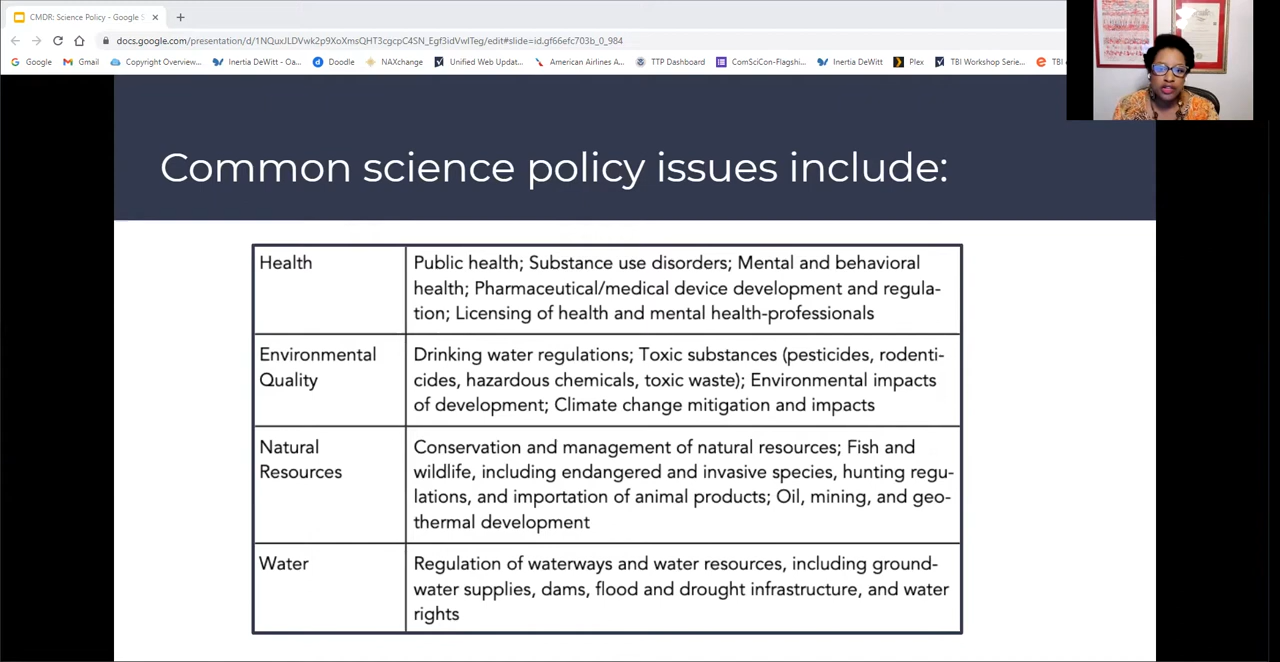 CMDR: Science Policy - Google S
docs.google.com/presentation/d/1NQuxJLDVwk2p9XoXmsQHT3cgcpCzZN_EgTsidVwlTeg/edit#slide=id.gf66efc703b_0_984
Google Gmail Copyright Overview... Inertia DeWitt - Oa... Doodle NAXchange Unified Web Updat... American Airlines A... TTP Dashboard ComSciCon-Flagshi... Inertia DeWitt Plex TBI Workshop Serie... TBI
Common science policy issues include:
Health
Public health; Substance use disorders; Mental and behavioral
health; Pharmaceutical/medical device development and regula-
tion; Licensing of health and mental health-professionals
Environmental
Quality
Drinking water regulations; Toxic substances (pesticides, rodenti-
cides, hazardous chemicals, toxic waste); Environmental impacts
of development; Climate change mitigation and impacts
Natural
Resources
Conservation and management of natural resources; Fish and
wildlife, including endangered and invasive species, hunting regu-
lations, and importation of animal products; Oil, mining, and geo-
thermal development
Water
Regulation of waterways and water resources, including ground-
water supplies, dams, flood and drought infrastructure, and water
rights